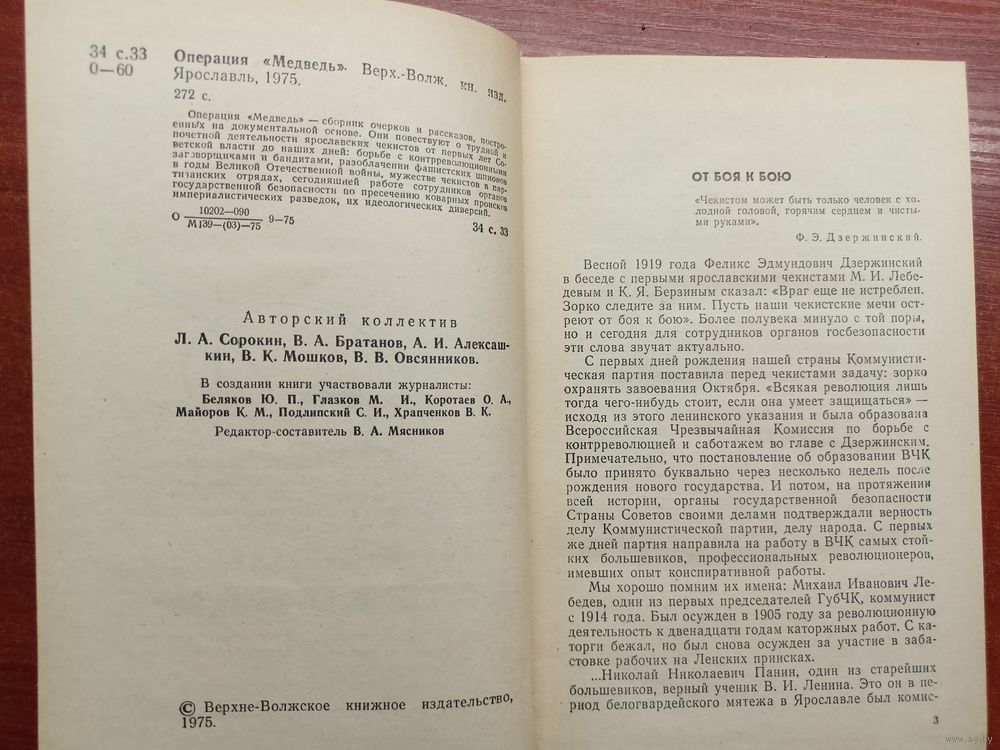 34 с.33
0—60
Операция «Медведь». Верх.-Волж. кн. изд.
Ярославль, 1975.
272 с.
Операция «Медведь» — сборник очерков и рассказов, постро-
енных на документальной основе. Они повествуют о трудной и
почетной деятельности ярославских чекистов от первых лет Со-
ветской власти до наших дней: борьбе с контрреволюционными
заговорщиками и бандитами, разоблачении фашистских шпионов
в годы Великой Отечественной войны, мужестве чекистов в пар-
тизанских отрядах, сегодняшней работе сотрудников органов
государственной безопасности по пресечению коварных происков
империалистических разведок, их идеологических диверсий.
О 10202—090 9—75
М139—(03)—75
34 с. 33
Авторский коллектив
Л. А. Сорокин, В. А. Братанов, А. И. Алексаш-
кин, В. К. Мошков, В. В. Овсянников.
В создании книги участвовали журналисты:
Беляков Ю. П., Глазков М. И., Коротаев О. А.,
Майоров К. М., Подлипский С. И., Храпченков В. К.
Редактор-составитель В. А. Мясников
© Верхне-Волжское книжное издательство,
1975.
ОТ БОЯ К БОЮ
«Чекистом может быть только человек с хо-
лодной головой, горячим сердцем и чисты-
ми руками».
Ф. Э. Дзержинский.
Весной 1919 года Феликс Эдмундович Дзержинский
в беседе с первыми ярославскими чекистами М. И. Лебе-
девым и К. Я. Берзиным сказал: «Враг еще не истреблен.
Зорко следите за ним. Пусть наши чекистские мечи ост-
реют от боя к бою». Более полувека минуло с той поры,
но и сегодня для сотрудников органов госбезопасности
эти слова звучат актуально.
С первых дней рождения нашей страны Коммунисти-
ческая партия поставила перед чекистами задачу: зорко
охранять завоевания Октября. «Всякая революция лишь
тогда чего-нибудь стоит, если она умеет защищаться» —
исходя из этого ленинского указания и была образована
Всероссийская Чрезвычайная Комиссия по борьбе с
контрреволюцией и саботажем во главе с Дзержинским.
Примечательно, что постановление об образовании ВЧК
было принято буквально через несколько недель после
рождения нового государства. И потом, на протяжении
всей истории, органы государственной безопасности
Страны Советов своими делами подтверждали верность
делу Коммунистической партии, делу народа. С первых
же дней партия направила на работу в ВЧК самых стой-
ких большевиков, профессиональных революционеров,
имевших опыт конспиративной работы.
Мы хорошо помним их имена: Михаил Иванович Ле-
бедев, один из первых председателей ГубЧК, коммунист
с 1914 года. Был осужден в 1905 году за революционную
деятельность к двенадцати годам каторжных работ. С ка-
торги бежал, но был снова осужден за участие в заба-
стовке рабочих на Ленских приисках.
...Николай Николаевич Панин, один из старейших
большевиков, верный ученик В. И. Ленина. Это он в пе-
риод белогвардейского мятежа в Ярославле был комис-
3
www.ay.by